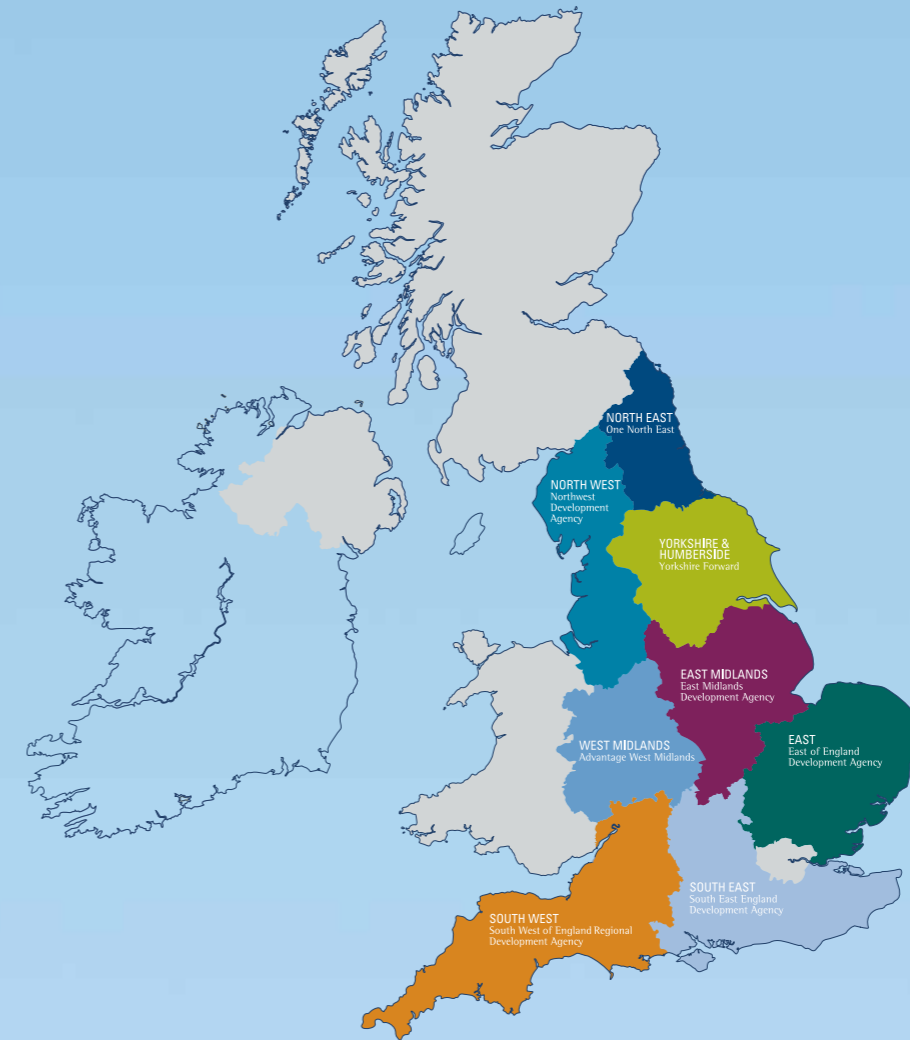 NORTH EAST
One North East
NORTH WEST
Northwest
Development
Agency
YORKSHIRE &
HUMBERSIDE
Yorkshire Forward
EAST MIDLANDS
East Midlands
Development Agency
EAST
East of England
Development Agency
WEST MIDLANDS
Advantage West Midlands
SOUTH EAST
South East England
Development Agency
SOUTH WEST
South West of England Regional
Development Agency